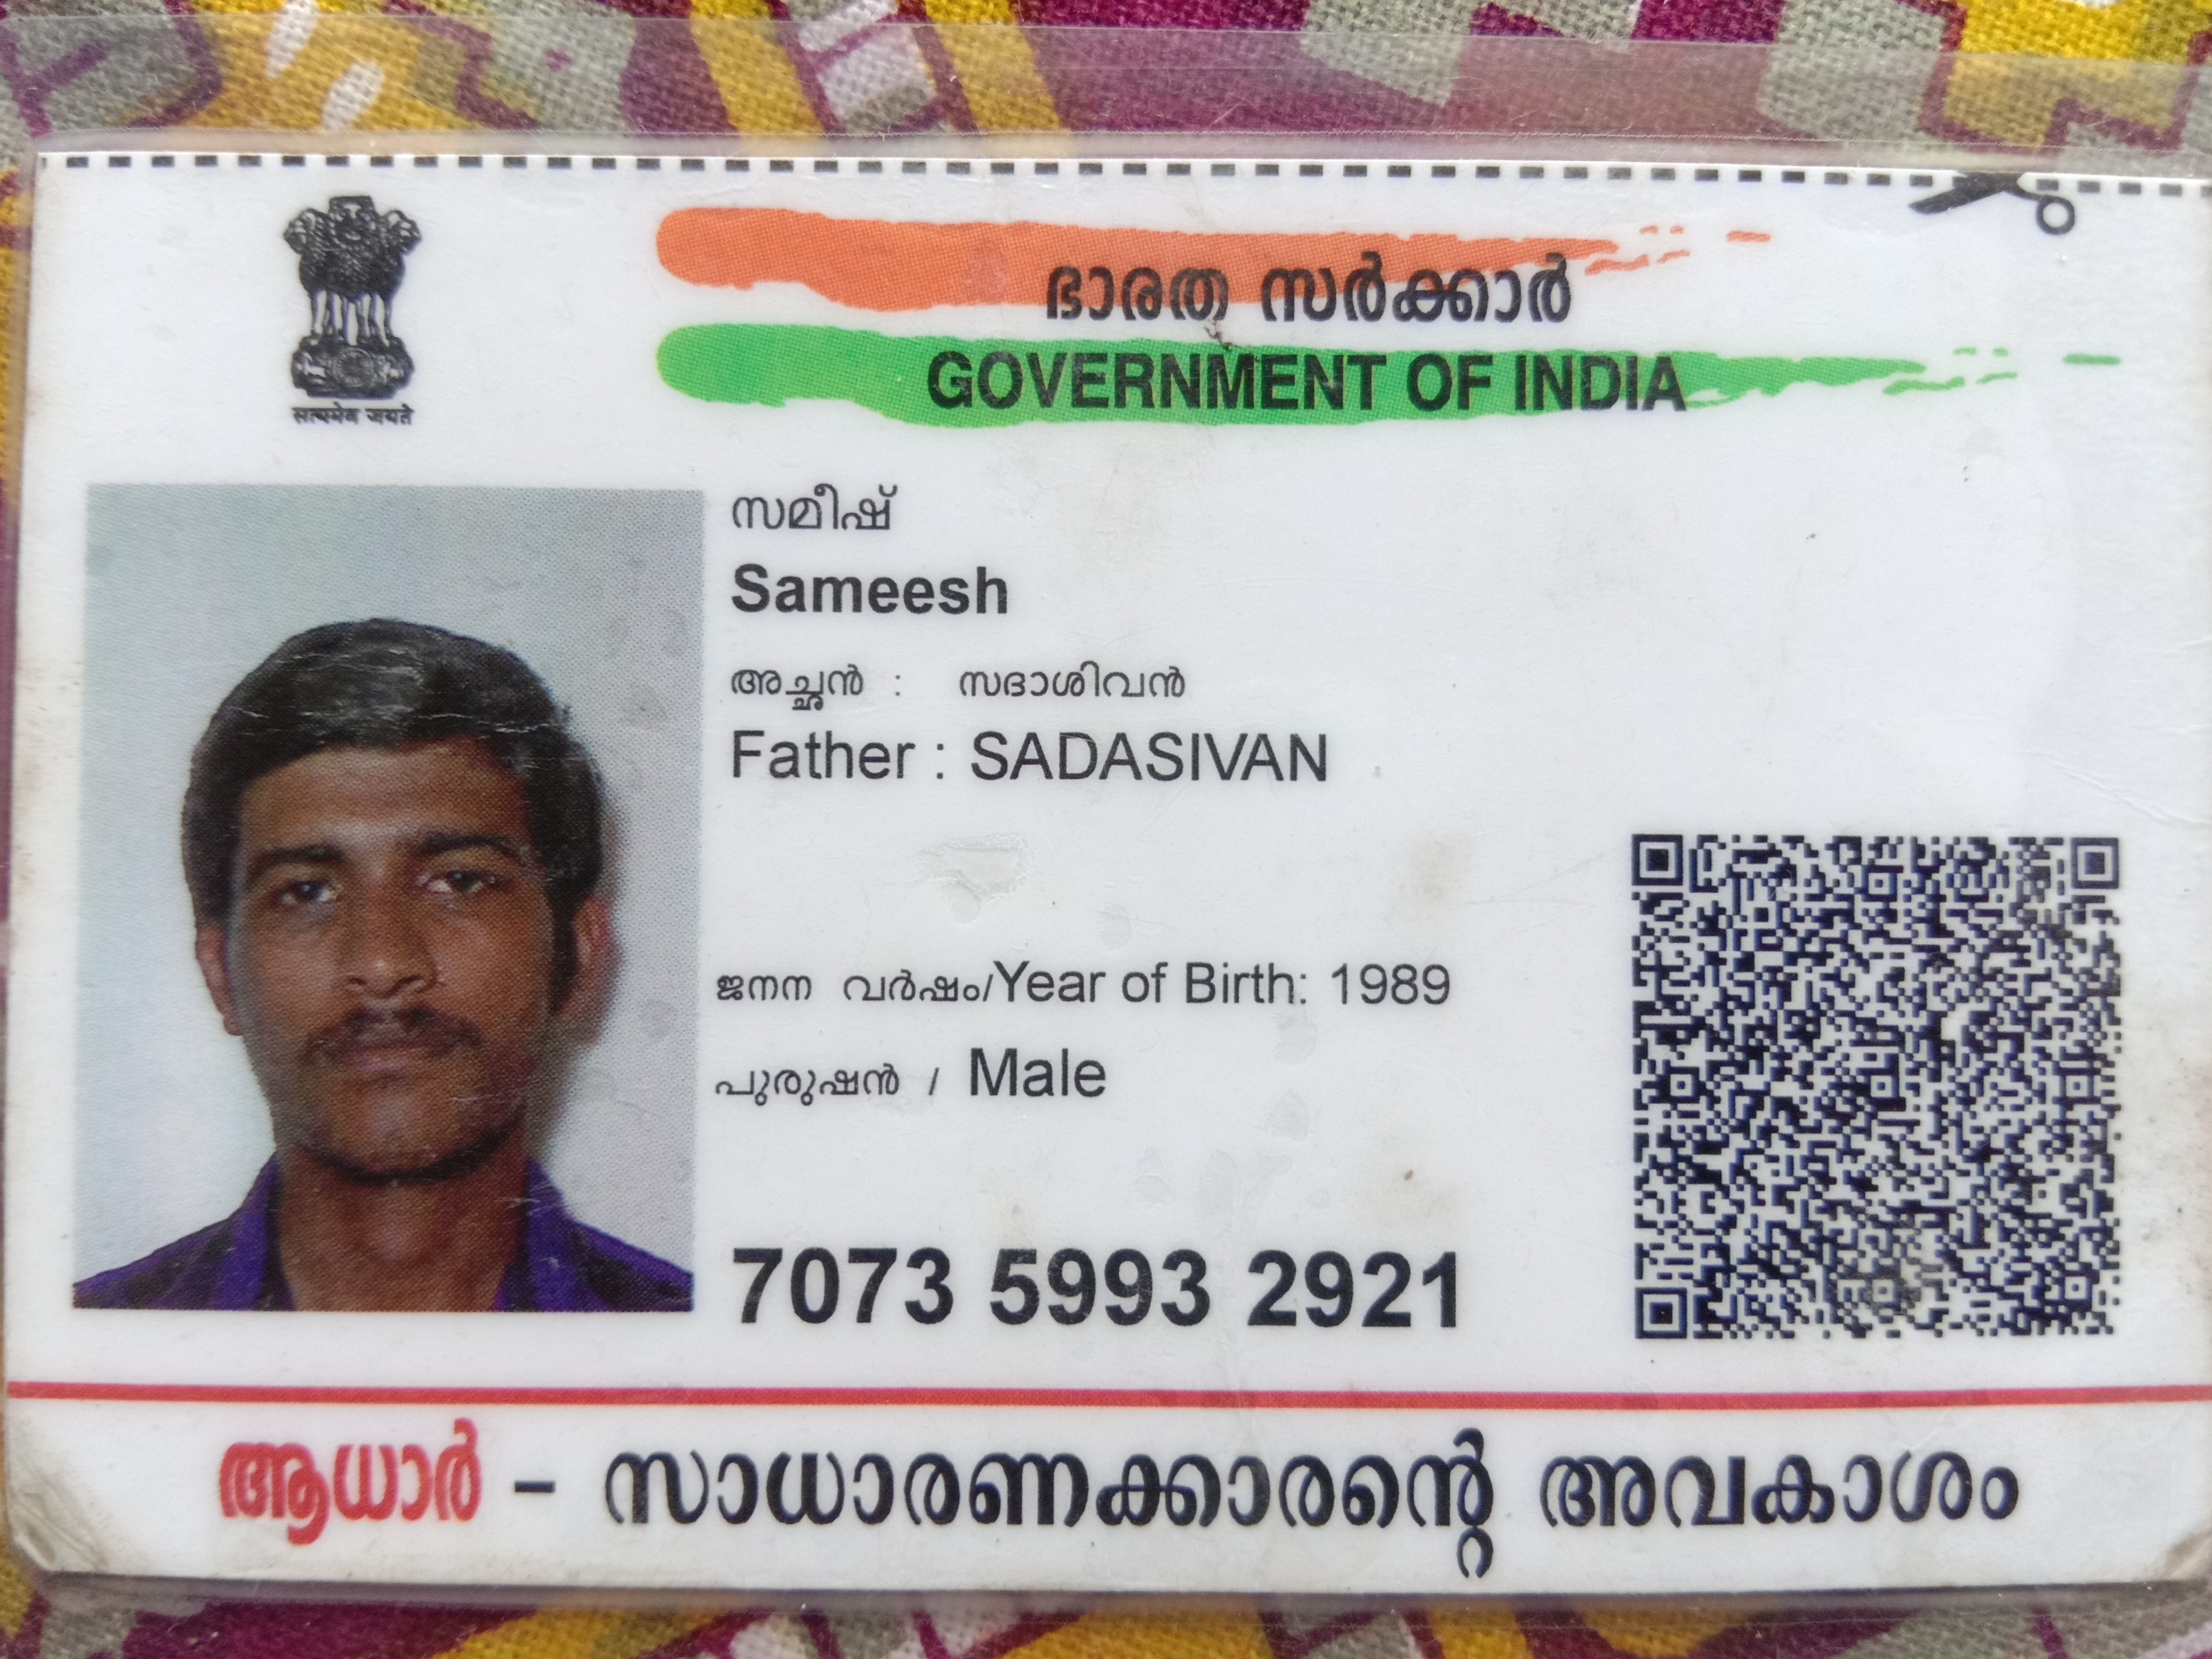 सत्यमेव जयते
ഭാരത സർക്കാർ
GOVERNMENT OF INDIA
സമീഷ്
Sameesh
അച്ഛൻ : സദാശിവൻ
Father : SADASIVAN
ജനന വർഷം/Year of Birth: 1989
പുരുഷൻ / Male
7073 5993 2921
ആധാർ - സാധാരണക്കാരന്റെ അവകാശം